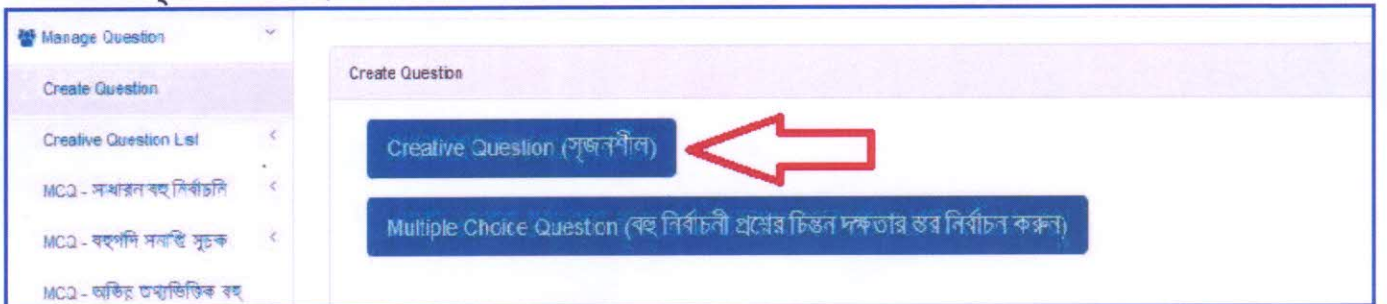 Manage Question
Create Question
Creative Question List
MCQ - সাধারন বহু নির্বাচনি
MCQ - বহুপদি সমাপ্তি সূচক
MCQ - অভিন্ন তথ্যভিত্তিক বহু
Create Question
Creative Question (সৃজনশীল)
Multiple Choice Question (বহু নির্বাচনী প্রশ্নের চিন্তন দক্ষতার স্তর নির্বাচন করুন)